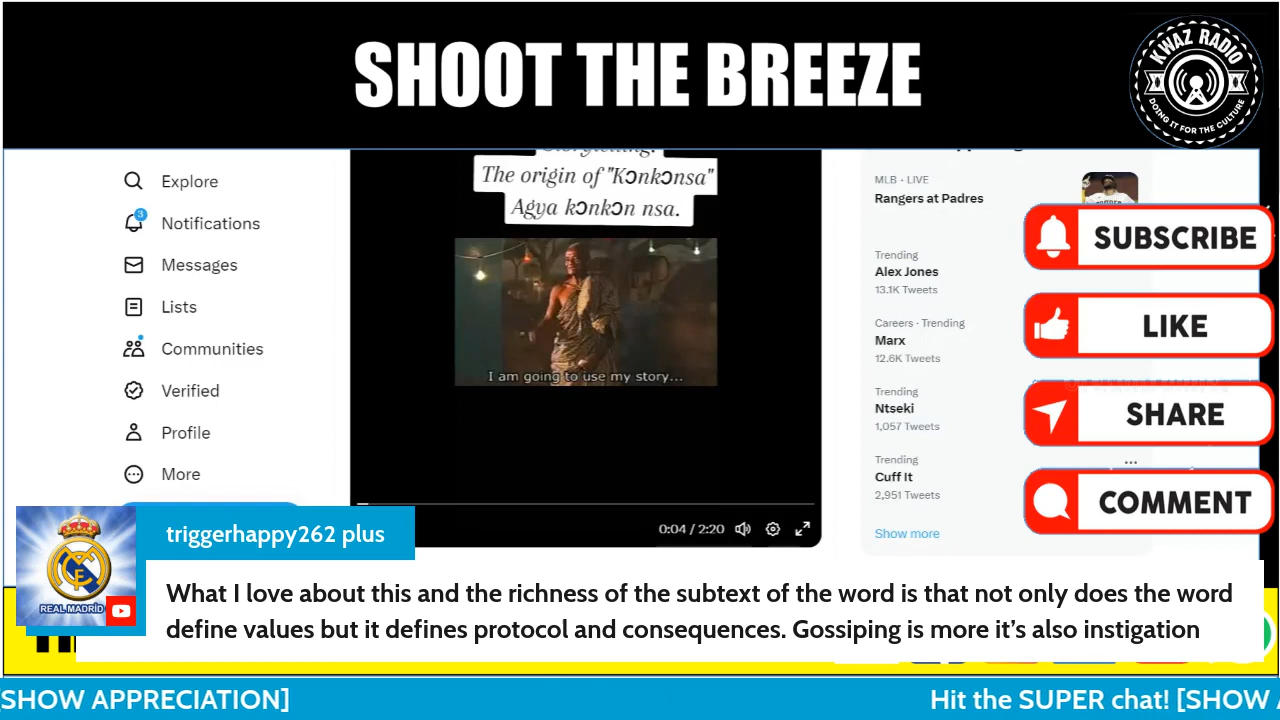 SHOOT THE BREEZE
KWAZ RADIO
DOING IT FOR THE CULTURE
Storytelling:
The origin of "Kɔnkɔnsa"
Agya kɔnkɔn nsa.
I am going to use my story...
0:04 / 2:20
Explore
3
Notifications
Messages
Lists
Communities
Verified
Profile
More
MLB · LIVE
Rangers at Padres
Trending
Alex Jones
13.1K Tweets
Careers · Trending
Marx
12.6K Tweets
Trending
Ntseki
1,057 Tweets
Trending
Cuff It
2,951 Tweets
Show more
SUBSCRIBE
LIKE
SHARE
COMMENT
REAL MADRID
triggerhappy262 plus
What I love about this and the richness of the subtext of the word is that not only does the word
define values but it defines protocol and consequences. Gossiping is more it's also instigation
[SHOW APPRECIATION]
Hit the SUPER chat! [SHOW